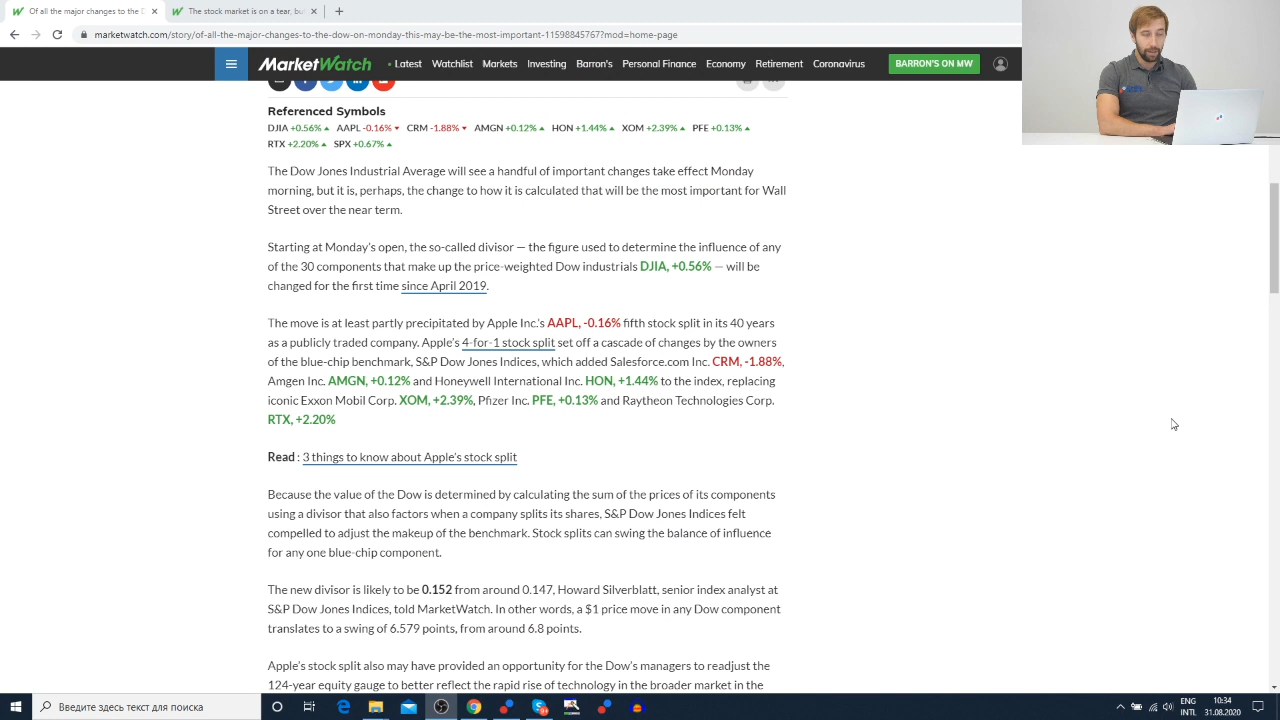 Of all the major changes to the D
The stock market is on a tear, bu
marketwatch.com/story/of-all-the-major-changes-to-the-dow-on-monday-this-may-be-the-most-important-11598845767?mod=home-page
MarketWatch
Latest Watchlist Markets Investing Barron's Personal Finance Economy Retirement Coronavirus
BARRON'S ON MW
Referenced Symbols
DJIA +0.56% AAPL -0.16% CRM -1.88% AMGN +0.12% HON +1.44% XOM +2.39% PFE +0.13%
RTX +2.20% SPX +0.67%
The Dow Jones Industrial Average will see a handful of important changes take effect Monday
morning, but it is, perhaps, the change to how it is calculated that will be the most important for Wall
Street over the near term.
Starting at Monday's open, the so-called divisor — the figure used to determine the influence of any
of the 30 components that make up the price-weighted Dow industrials DJIA, +0.56% — will be
changed for the first time since April 2019.
The move is at least partly precipitated by Apple Inc.'s AAPL, -0.16% fifth stock split in its 40 years
as a publicly traded company. Apple's 4-for-1 stock split set off a cascade of changes by the owners
of the blue-chip benchmark, S&P Dow Jones Indices, which added Salesforce.com Inc. CRM, -1.88%,
Amgen Inc. AMGN, +0.12% and Honeywell International Inc. HON, +1.44% to the index, replacing
iconic Exxon Mobil Corp. XOM, +2.39%, Pfizer Inc. PFE, +0.13% and Raytheon Technologies Corp.
RTX, +2.20%
Read : 3 things to know about Apple's stock split
Because the value of the Dow is determined by calculating the sum of the prices of its components
using a divisor that also factors when a company splits its shares, S&P Dow Jones Indices felt
compelled to adjust the makeup of the benchmark. Stock splits can swing the balance of influence
for any one blue-chip component.
The new divisor is likely to be 0.152 from around 0.147, Howard Silverblatt, senior index analyst at
S&P Dow Jones Indices, told MarketWatch. In other words, a $1 price move in any Dow component
translates to a swing of 6.579 points, from around 6.8 points.
Apple's stock split also may have provided an opportunity for the Dow's managers to readjust the
124-year equity gauge to better reflect the rapid rise of technology in the broader market in the
Введите здесь текст для поиска
ENG
INTL
10:34
31.08.2020